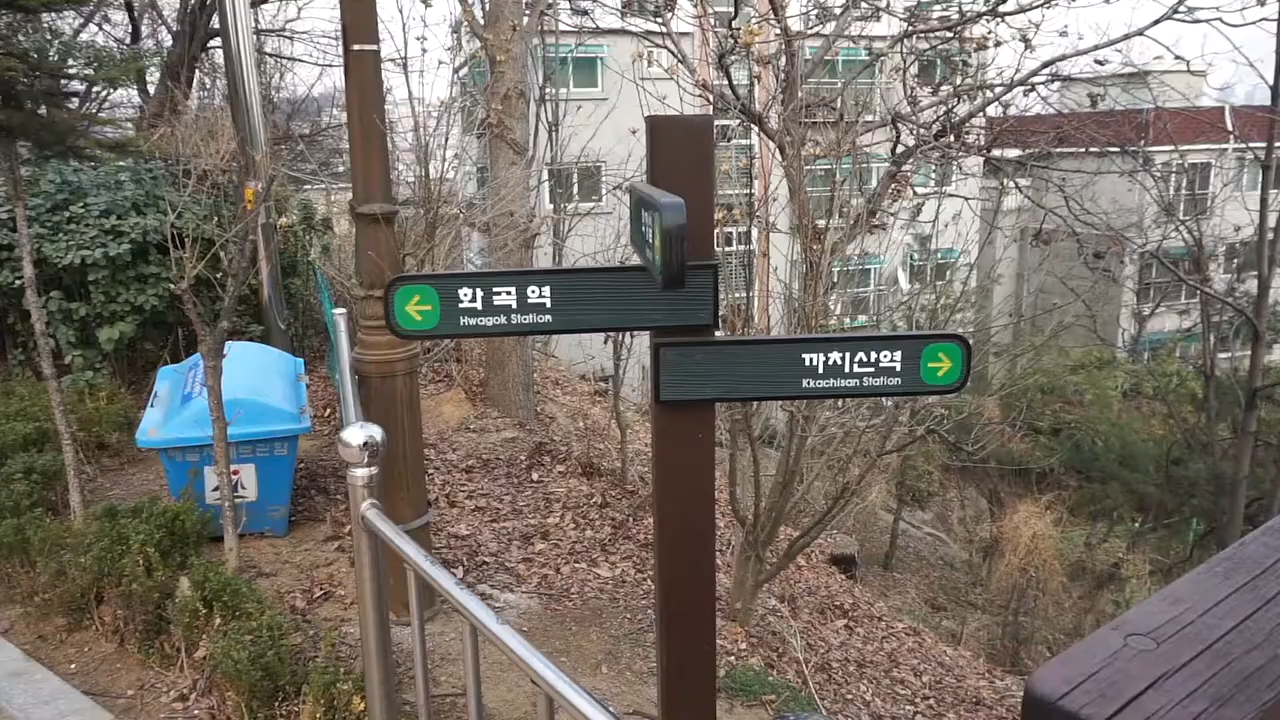 화곡역
Hwagok Station
까치산역
Kkachisan Station